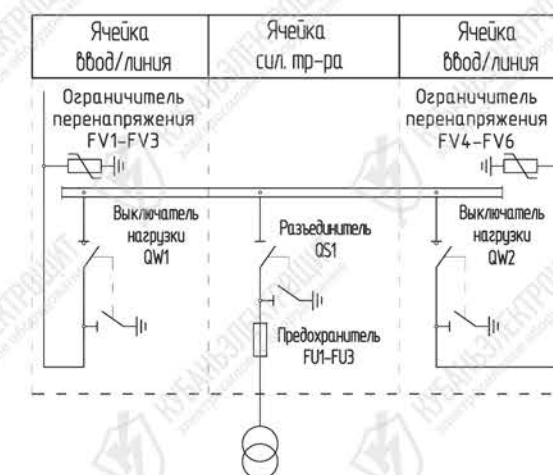 Ячейка
ввод/линия
Ячейка
сил. тр-ра
Ячейка
ввод/линия
Ограничитель
перенапряжения
FV1-FV3
Ограничитель
перенапряжения
FV4-FV6
Выключатель
нагрузки
QW1
Разъединитель
QS1
Выключатель
нагрузки
QW2
Предохранитель
FU1-FU3
КУБАНЬЭЛЕКТРОЩИТ